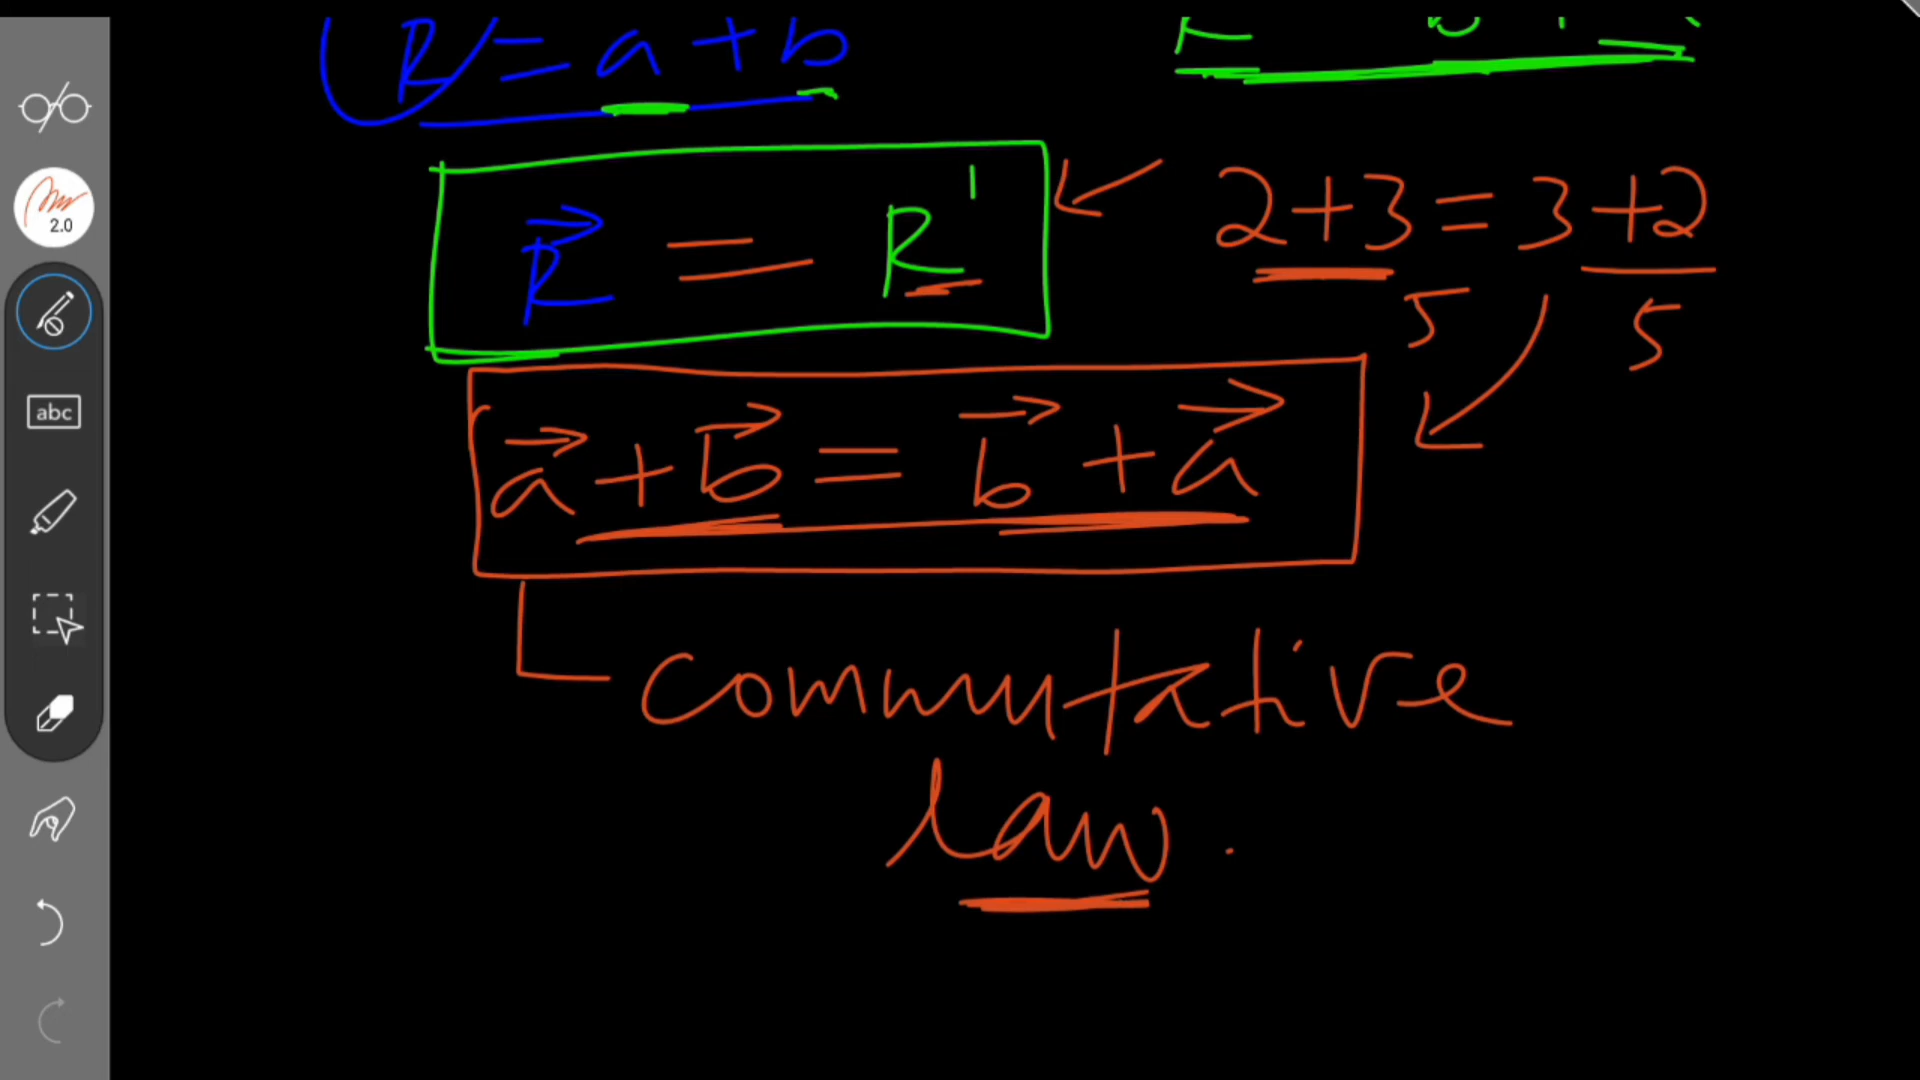 R = a + b
R⃗ = R'
2+3=3+2
5 5
a⃗ + b⃗ = b⃗ + a⃗
commutative
law.
2.0
abc